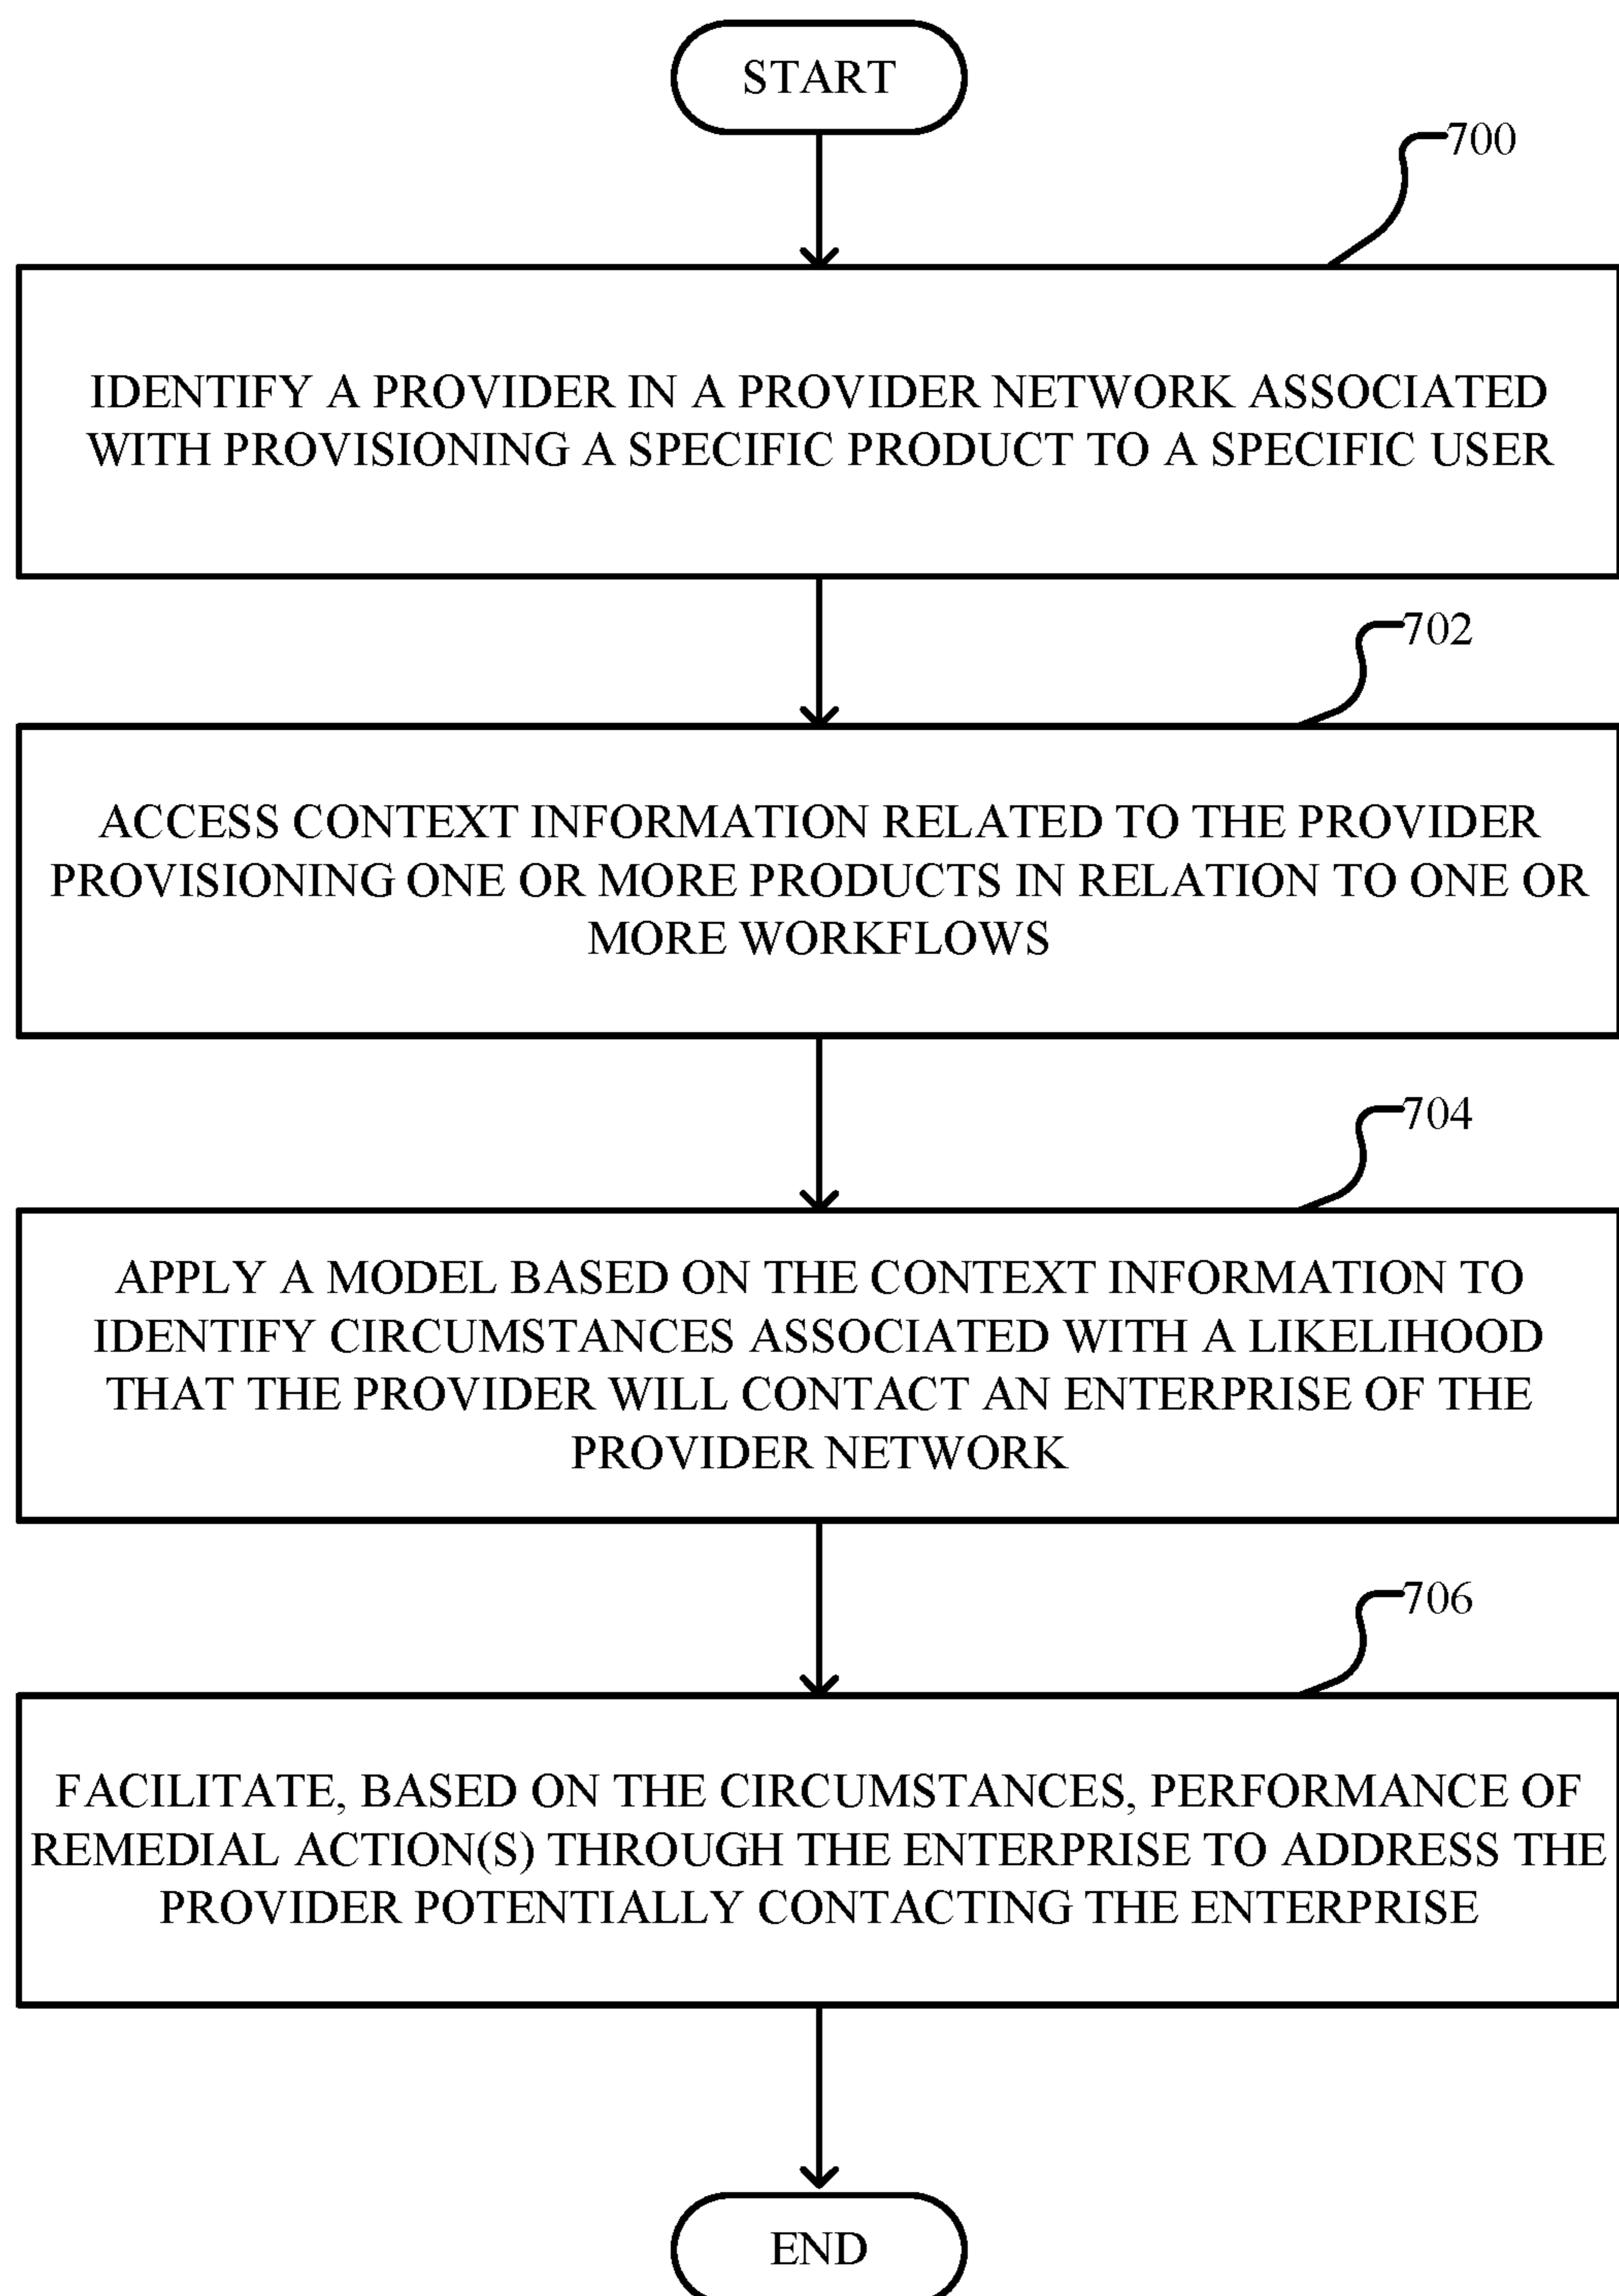 START
700
IDENTIFY A PROVIDER IN A PROVIDER NETWORK ASSOCIATED
WITH PROVISIONING A SPECIFIC PRODUCT TO A SPECIFIC USER
702
ACCESS CONTEXT INFORMATION RELATED TO THE PROVIDER
PROVISIONING ONE OR MORE PRODUCTS IN RELATION TO ONE OR
MORE WORKFLOWS
704
APPLY A MODEL BASED ON THE CONTEXT INFORMATION TO
IDENTIFY CIRCUMSTANCES ASSOCIATED WITH A LIKELIHOOD
THAT THE PROVIDER WILL CONTACT AN ENTERPRISE OF THE
PROVIDER NETWORK
706
FACILITATE, BASED ON THE CIRCUMSTANCES, PERFORMANCE OF
REMEDIAL ACTION(S) THROUGH THE ENTERPRISE TO ADDRESS THE
PROVIDER POTENTIALLY CONTACTING THE ENTERPRISE
END